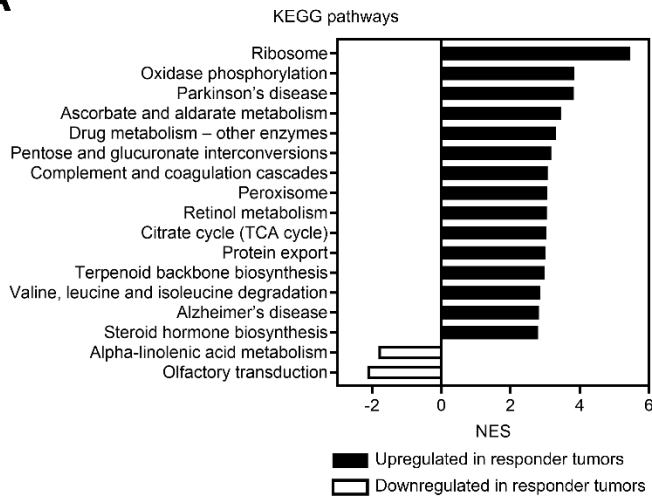 A
KEGG pathways
Ribosome
Oxidase phosphorylation
Parkinson's disease
Ascorbate and aldarate metabolism
Drug metabolism – other enzymes
Pentose and glucuronate interconversions
Complement and coagulation cascades
Peroxisome
Retinol metabolism
Citrate cycle (TCA cycle)
Protein export
Terpenoid backbone biosynthesis
Valine, leucine and isoleucine degradation
Alzheimer's disease
Steroid hormone biosynthesis
Alpha-linolenic acid metabolism
Olfactory transduction
-2 0 2 4 6
NES
Upregulated in responder tumors
Downregulated in responder tumors